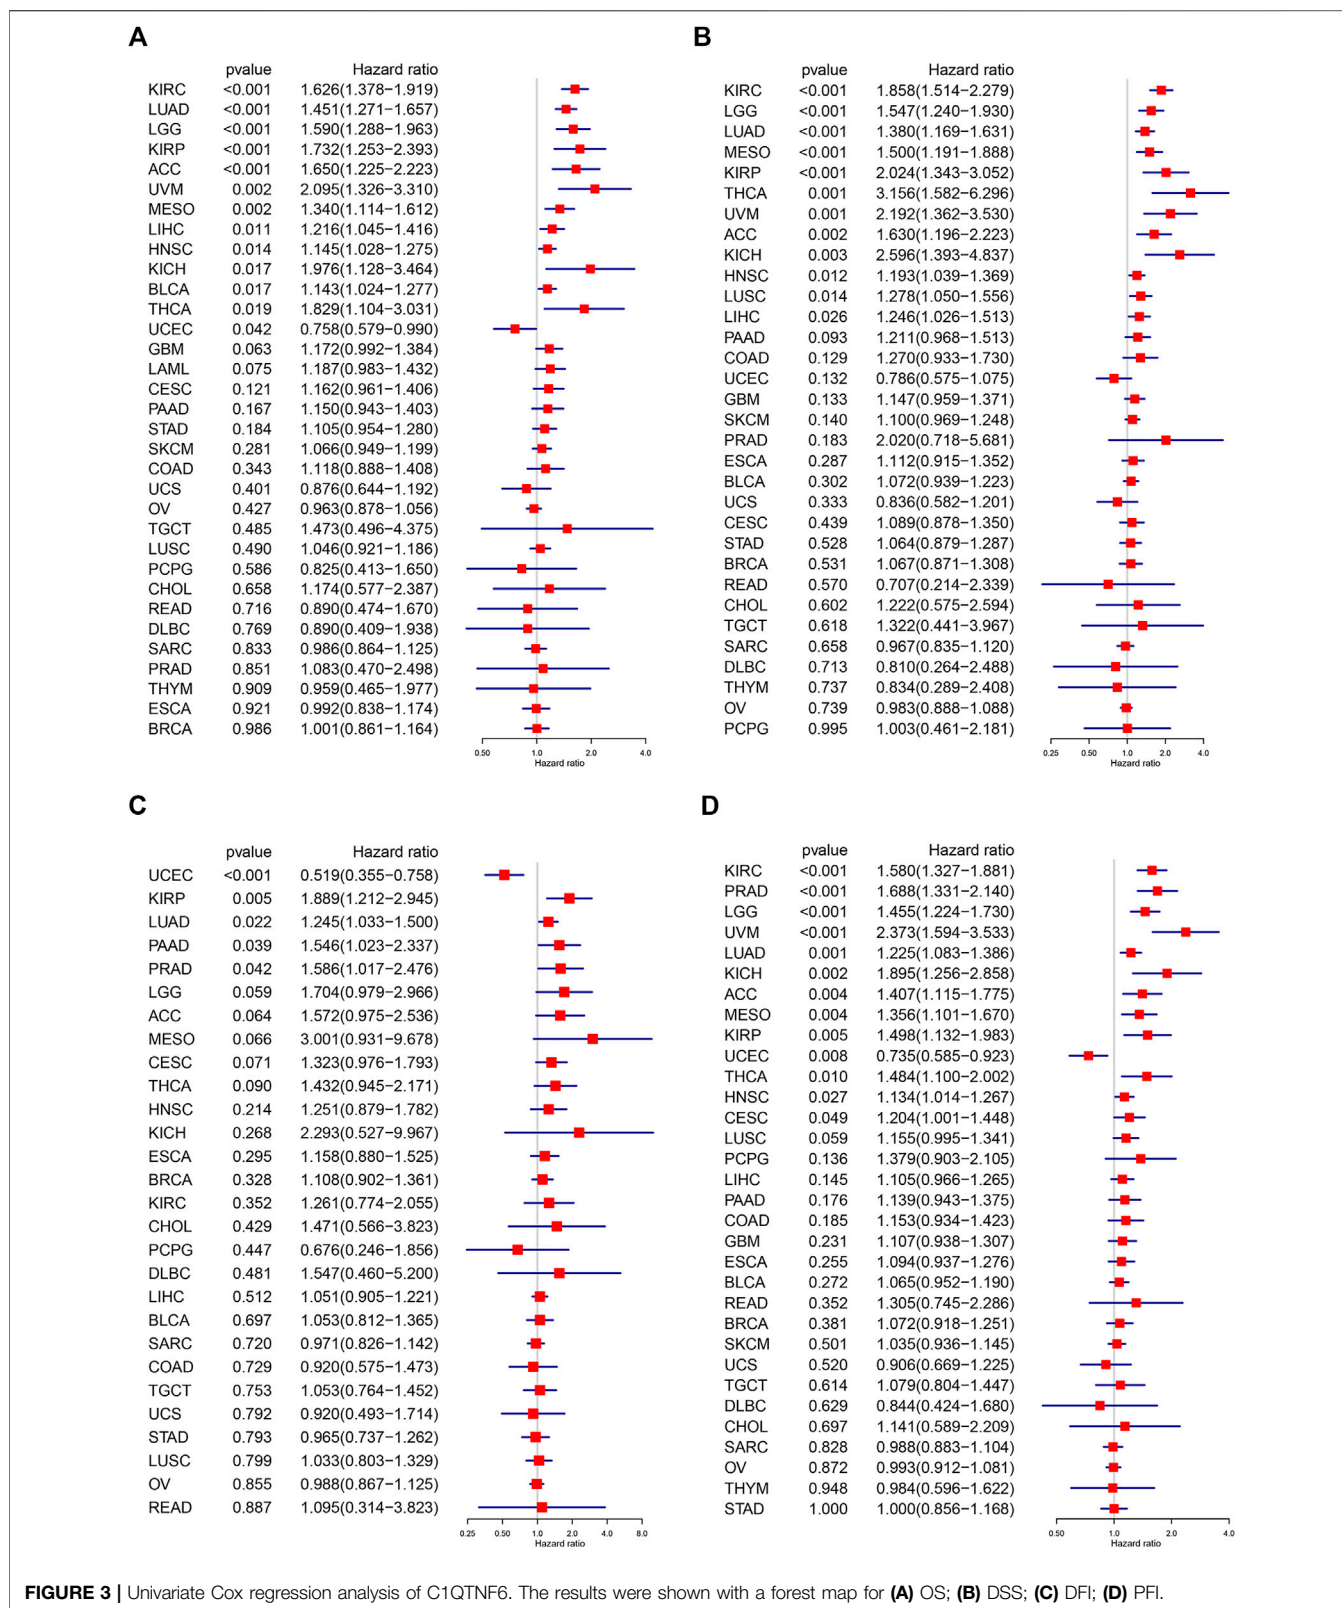 A
pvalue Hazard ratio
KIRC <0.001 1.626(1.378−1.919)
LUAD <0.001 1.451(1.271−1.657)
LGG <0.001 1.590(1.288−1.963)
KIRP <0.001 1.732(1.253−2.393)
ACC <0.001 1.650(1.225−2.223)
UVM 0.002 2.095(1.326−3.310)
MESO 0.002 1.340(1.114−1.612)
LIHC 0.011 1.216(1.045−1.416)
HNSC 0.014 1.145(1.028−1.275)
KICH 0.017 1.976(1.128−3.464)
BLCA 0.017 1.143(1.024−1.277)
THCA 0.019 1.829(1.104−3.031)
UCEC 0.042 0.758(0.579−0.990)
GBM 0.063 1.172(0.992−1.384)
LAML 0.075 1.187(0.983−1.432)
CESC 0.121 1.162(0.961−1.406)
PAAD 0.167 1.150(0.943−1.403)
STAD 0.184 1.105(0.954−1.280)
SKCM 0.281 1.066(0.949−1.199)
COAD 0.343 1.118(0.888−1.408)
UCS 0.401 0.876(0.644−1.192)
OV 0.427 0.963(0.878−1.056)
TGCT 0.485 1.473(0.496−4.375)
LUSC 0.490 1.046(0.921−1.186)
PCPG 0.586 0.825(0.413−1.650)
CHOL 0.658 1.174(0.577−2.387)
READ 0.716 0.890(0.474−1.670)
DLBC 0.769 0.890(0.409−1.938)
SARC 0.833 0.986(0.864−1.125)
PRAD 0.851 1.083(0.470−2.498)
THYM 0.909 0.959(0.465−1.977)
ESCA 0.921 0.992(0.838−1.174)
BRCA 0.986 1.001(0.861−1.164)
0.50 1.0 2.0 4.0
Hazard ratio
B
pvalue Hazard ratio
KIRC <0.001 1.858(1.514−2.279)
LGG <0.001 1.547(1.240−1.930)
LUAD <0.001 1.380(1.169−1.631)
MESO <0.001 1.500(1.191−1.888)
KIRP <0.001 2.024(1.343−3.052)
THCA 0.001 3.156(1.582−6.296)
UVM 0.001 2.192(1.362−3.530)
ACC 0.002 1.630(1.196−2.223)
KICH 0.003 2.596(1.393−4.837)
HNSC 0.012 1.193(1.039−1.369)
LUSC 0.014 1.278(1.050−1.556)
LIHC 0.026 1.246(1.026−1.513)
PAAD 0.093 1.211(0.968−1.513)
COAD 0.129 1.270(0.933−1.730)
UCEC 0.132 0.786(0.575−1.075)
GBM 0.133 1.147(0.959−1.371)
SKCM 0.140 1.100(0.969−1.248)
PRAD 0.183 2.020(0.718−5.681)
ESCA 0.287 1.112(0.915−1.352)
BLCA 0.302 1.072(0.939−1.223)
UCS 0.333 0.836(0.582−1.201)
CESC 0.439 1.089(0.878−1.350)
STAD 0.528 1.064(0.879−1.287)
BRCA 0.531 1.067(0.871−1.308)
READ 0.570 0.707(0.214−2.339)
CHOL 0.602 1.222(0.575−2.594)
TGCT 0.618 1.322(0.441−3.967)
SARC 0.658 0.967(0.835−1.120)
DLBC 0.713 0.810(0.264−2.488)
THYM 0.737 0.834(0.289−2.408)
OV 0.739 0.983(0.888−1.088)
PCPG 0.995 1.003(0.461−2.181)
0.25 0.50 1.0 2.0 4.0
Hazard ratio
C
pvalue Hazard ratio
UCEC <0.001 0.519(0.355−0.758)
KIRP 0.005 1.889(1.212−2.945)
LUAD 0.022 1.245(1.033−1.500)
PAAD 0.039 1.546(1.023−2.337)
PRAD 0.042 1.586(1.017−2.476)
LGG 0.059 1.704(0.979−2.966)
ACC 0.064 1.572(0.975−2.536)
MESO 0.066 3.001(0.931−9.678)
CESC 0.071 1.323(0.976−1.793)
THCA 0.090 1.432(0.945−2.171)
HNSC 0.214 1.251(0.879−1.782)
KICH 0.268 2.293(0.527−9.967)
ESCA 0.295 1.158(0.880−1.525)
BRCA 0.328 1.108(0.902−1.361)
KIRC 0.352 1.261(0.774−2.055)
CHOL 0.429 1.471(0.566−3.823)
PCPG 0.447 0.676(0.246−1.856)
DLBC 0.481 1.547(0.460−5.200)
LIHC 0.512 1.051(0.905−1.221)
BLCA 0.697 1.053(0.812−1.365)
SARC 0.720 0.971(0.826−1.142)
COAD 0.729 0.920(0.575−1.473)
TGCT 0.753 1.053(0.764−1.452)
UCS 0.792 0.920(0.493−1.714)
STAD 0.793 0.965(0.737−1.262)
LUSC 0.799 1.033(0.803−1.329)
OV 0.855 0.988(0.867−1.125)
READ 0.887 1.095(0.314−3.823)
0.25 0.50 1.0 2.0 4.0 8.0
Hazard ratio
D
pvalue Hazard ratio
KIRC <0.001 1.580(1.327−1.881)
PRAD <0.001 1.688(1.331−2.140)
LGG <0.001 1.455(1.224−1.730)
UVM <0.001 2.373(1.594−3.533)
LUAD 0.001 1.225(1.083−1.386)
KICH 0.002 1.895(1.256−2.858)
ACC 0.004 1.407(1.115−1.775)
MESO 0.004 1.356(1.101−1.670)
KIRP 0.005 1.498(1.132−1.983)
UCEC 0.008 0.735(0.585−0.923)
THCA 0.010 1.484(1.100−2.002)
HNSC 0.027 1.134(1.014−1.267)
CESC 0.049 1.204(1.001−1.448)
LUSC 0.059 1.155(0.995−1.341)
PCPG 0.136 1.379(0.903−2.105)
LIHC 0.145 1.105(0.966−1.265)
PAAD 0.176 1.139(0.943−1.375)
COAD 0.185 1.153(0.934−1.423)
GBM 0.231 1.107(0.938−1.307)
ESCA 0.255 1.094(0.937−1.276)
BLCA 0.272 1.065(0.952−1.190)
READ 0.352 1.305(0.745−2.286)
BRCA 0.381 1.072(0.918−1.251)
SKCM 0.501 1.035(0.936−1.145)
UCS 0.520 0.906(0.669−1.225)
TGCT 0.614 1.079(0.804−1.447)
DLBC 0.629 0.844(0.424−1.680)
CHOL 0.697 1.141(0.589−2.209)
SARC 0.828 0.988(0.883−1.104)
OV 0.872 0.993(0.912−1.081)
THYM 0.948 0.984(0.596−1.622)
STAD 1.000 1.000(0.856−1.168)
0.50 1.0 2.0 4.0
Hazard ratio
FIGURE 3 | Univariate Cox regression analysis of C1QTNF6. The results were shown with a forest map for (A) OS; (B) DSS; (C) DFI; (D) PFI.